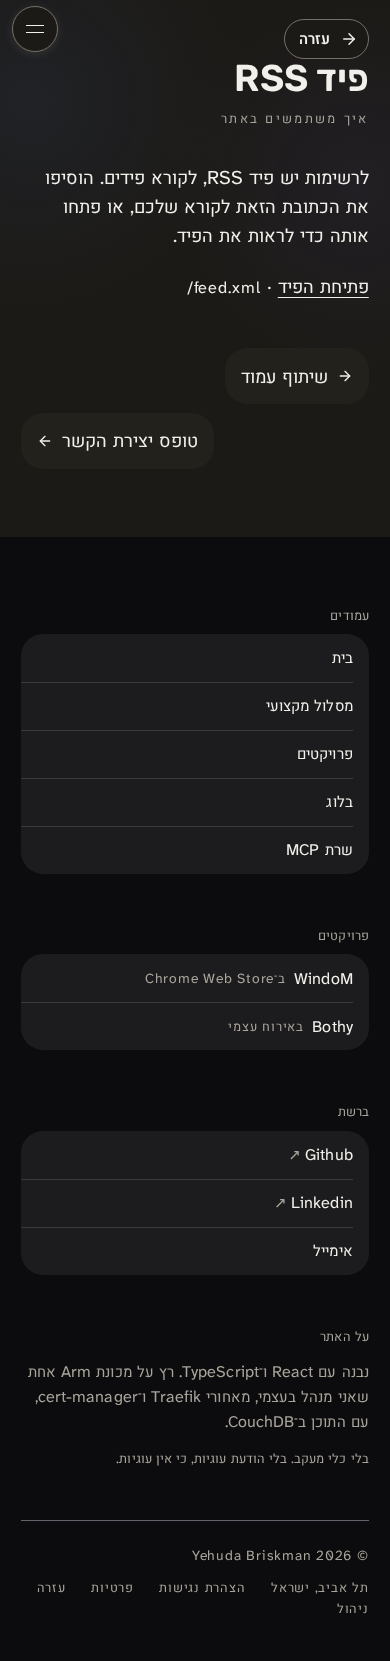 → עזרה
פיד RSS
איך משתמשים באתר
לרשימות יש פיד RSS, לקורא פידים. הוסיפו
את הכתובת הזאת לקורא שלכם, או פתחו
אותה כדי לראות את הפיד.
פתיחת הפיד · /feed.xml
→ שיתוף עמוד
טופס יצירת הקשר ←
עמודים
בית
מסלול מקצועי
פרויקטים
בלוג
שרת MCP
פרויקטים
WindoM ב־Chrome Web Store
Bothy באירוח עצמי
ברשת
Github ↗
Linkedin ↗
אימייל
על האתר
נבנה עם React ו־TypeScript. רץ על מכונת Arm אחת
שאני מנהל בעצמי, מאחורי Traefik ו־cert-manager,
עם התוכן ב־CouchDB.
בלי כלי מעקב. בלי הודעת עוגיות, כי אין עוגיות.
© 2026 Yehuda Briskman
תל אביב, ישראל הצהרת נגישות פרטיות עזרה
ניהול